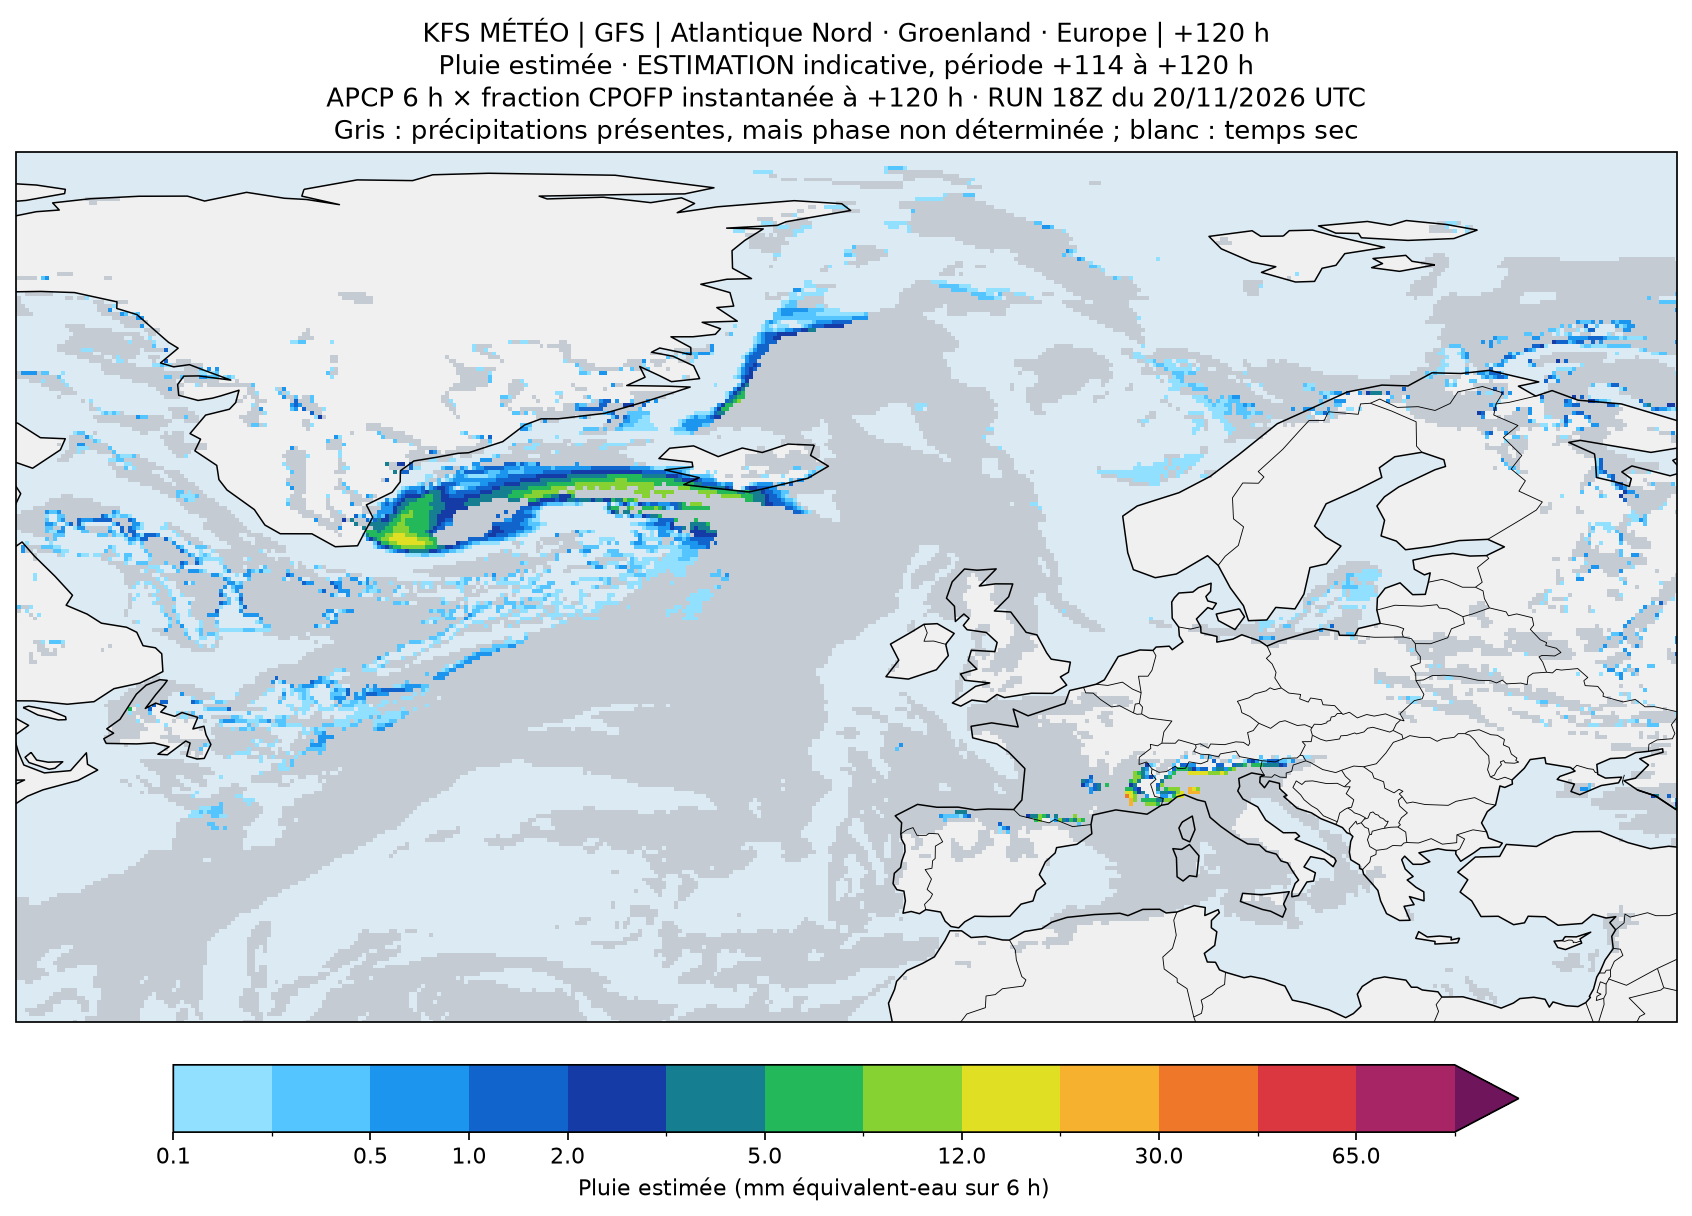 KFS MÉTÉO | GFS | Atlantique Nord · Groenland · Europe | +120 h
Pluie estimée · ESTIMATION indicative, période +114 à +120 h
APCP 6 h × fraction CPOFP instantanée à +120 h · RUN 18Z du 20/11/2026 UTC
Gris : précipitations présentes, mais phase non déterminée ; blanc : temps sec
0.1 0.5 1.0 2.0 5.0 12.0 30.0 65.0
Pluie estimée (mm équivalent-eau sur 6 h)